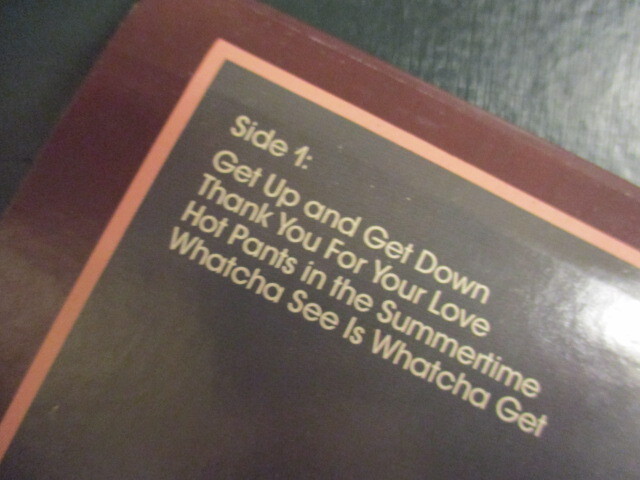 Side 1:
Get Up and Get Down
Thank You For Your Love
Hot Pants in the Summertime
Whatcha See Is Whatcha Get